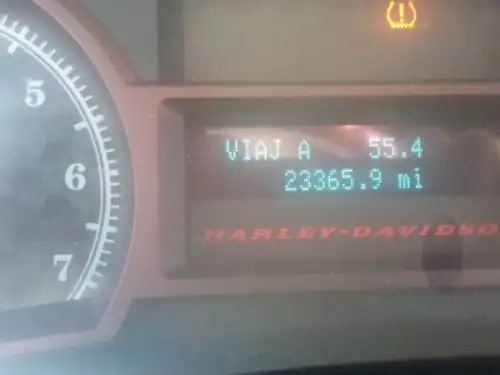 5
6
7
VIAJ A 55.4
23365.9 mi
HARLEY-DAVIDSO